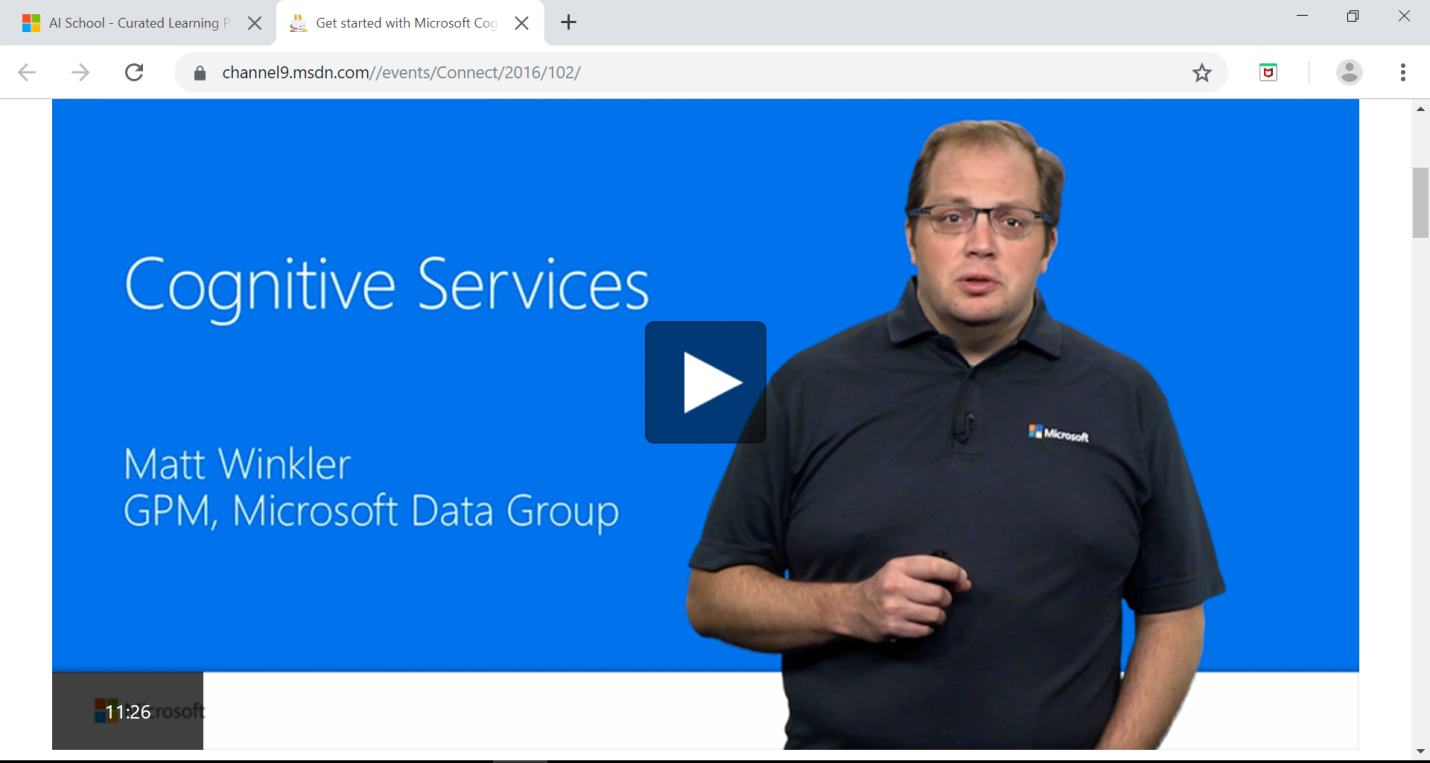 AI School - Curated Learning P
Get started with Microsoft Cog
channel9.msdn.com//events/Connect/2016/102/
Cognitive Services
Matt Winkler
GPM, Microsoft Data Group
Microsoft
11:26
rosoft